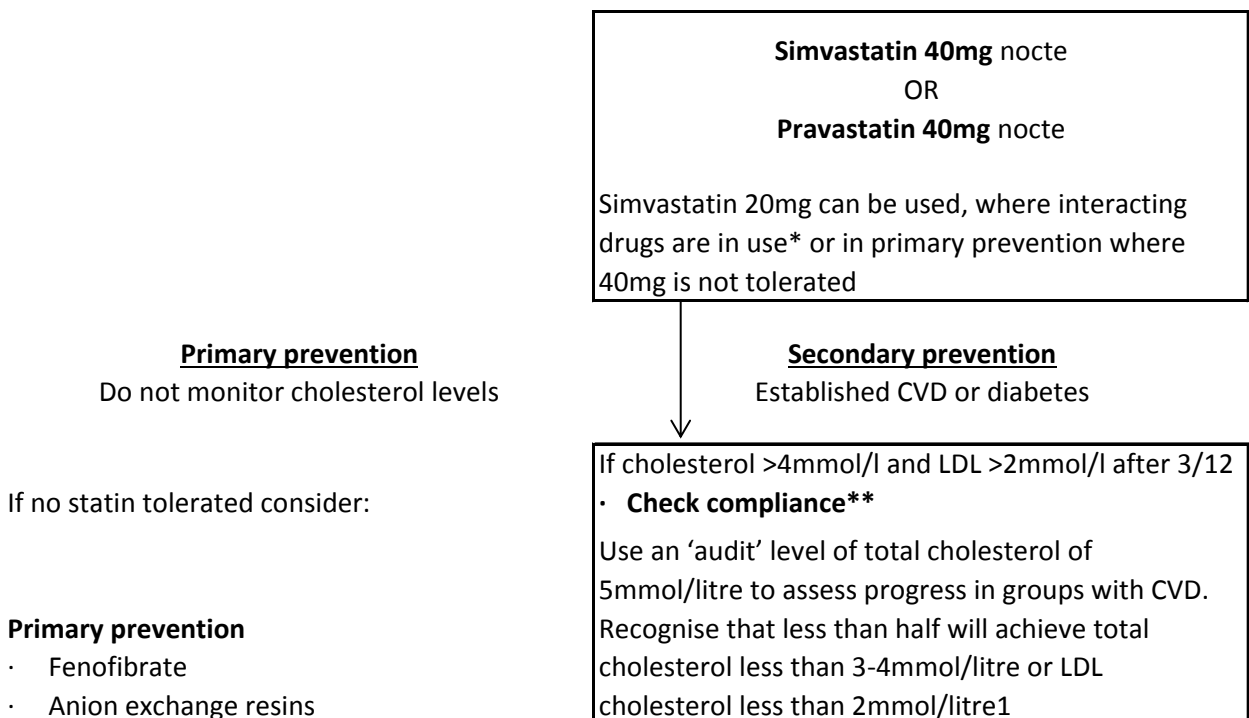 Simvastatin 40mg nocte
OR
Pravastatin 40mg nocte
Simvastatin 20mg can be used, where interacting
drugs are in use* or in primary prevention where
40mg is not tolerated
Primary prevention
Do not monitor cholesterol levels
Secondary prevention
Established CVD or diabetes
If no statin tolerated consider:
Primary prevention
· Fenofibrate
· Anion exchange resins
If cholesterol >4mmol/l and LDL >2mmol/l after 3/12
· Check compliance**
Use an ‘audit’ level of total cholesterol of
5mmol/litre to assess progress in groups with CVD.
Recognise that less than half will achieve total
cholesterol less than 3-4mmol/litre or LDL
cholesterol less than 2mmol/litre1